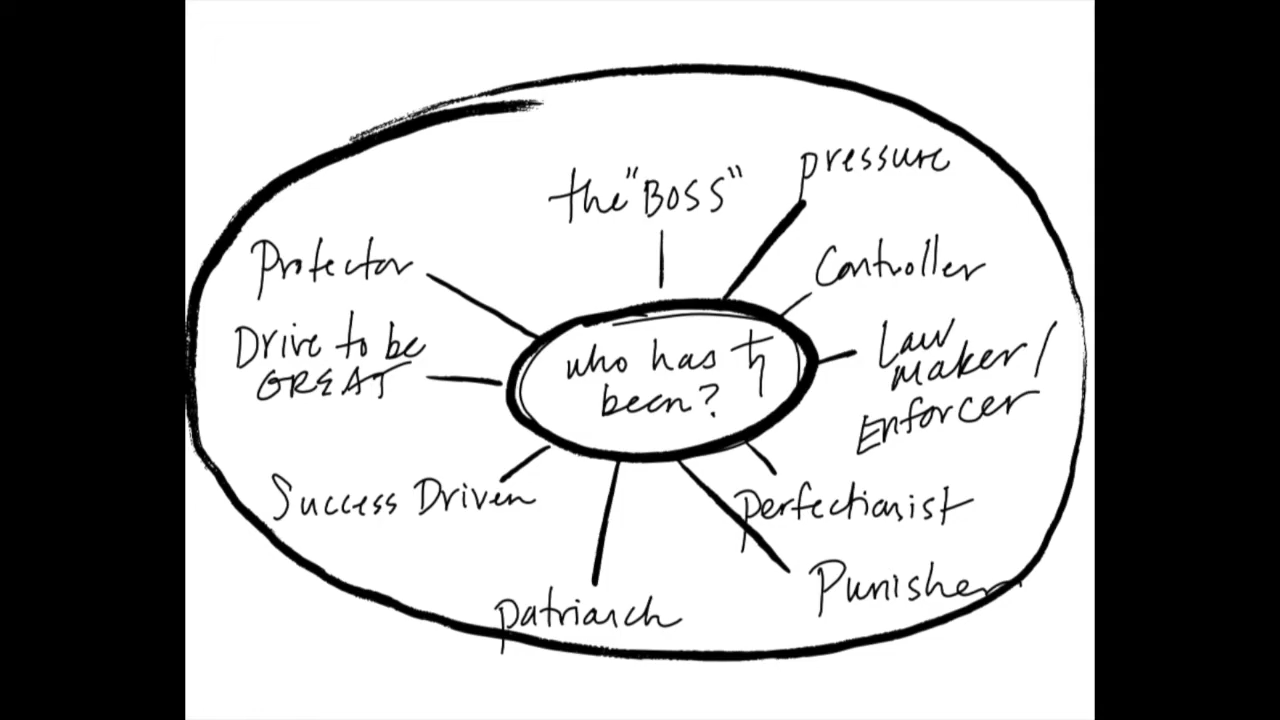 the "BOSS"
pressure
Controller
Law
Maker/
Enforcer
perfectionist
Punisher
patriarch
Success Driven
Drive to be
GREAT
Protector
who has ♄
been?